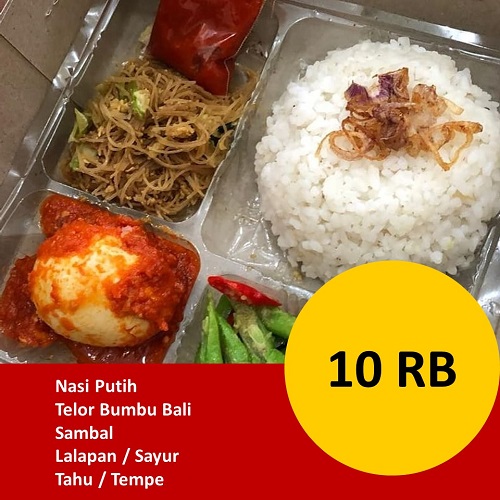 10 RB
Nasi Putih
Telor Bumbu Bali
Sambal
Lalapan / Sayur
Tahu / Tempe